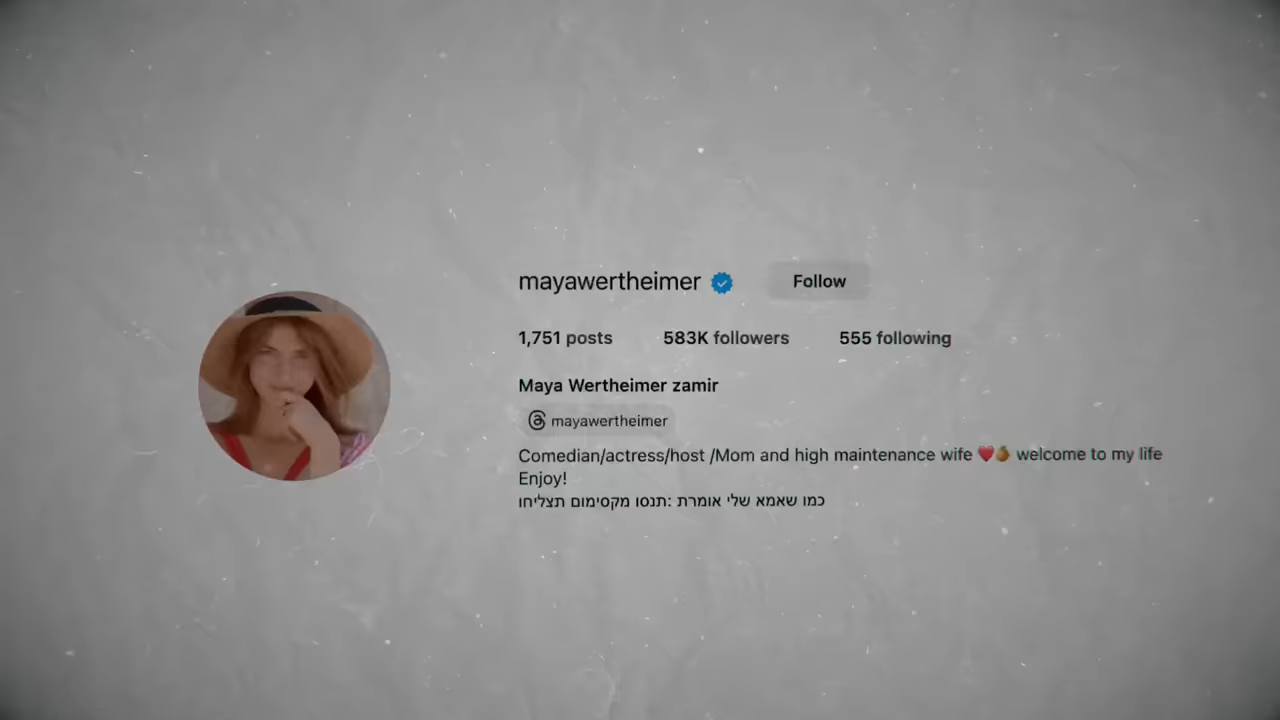 mayawertheimer
Follow
1,751 posts 583K followers 555 following
Maya Wertheimer zamir
mayawertheimer
Comedian/actress/host /Mom and high maintenance wife ❤️🍍 welcome to my life
Enjoy!
כמו שאמא שלי אומרת :תנסו מקסימום תצליחו